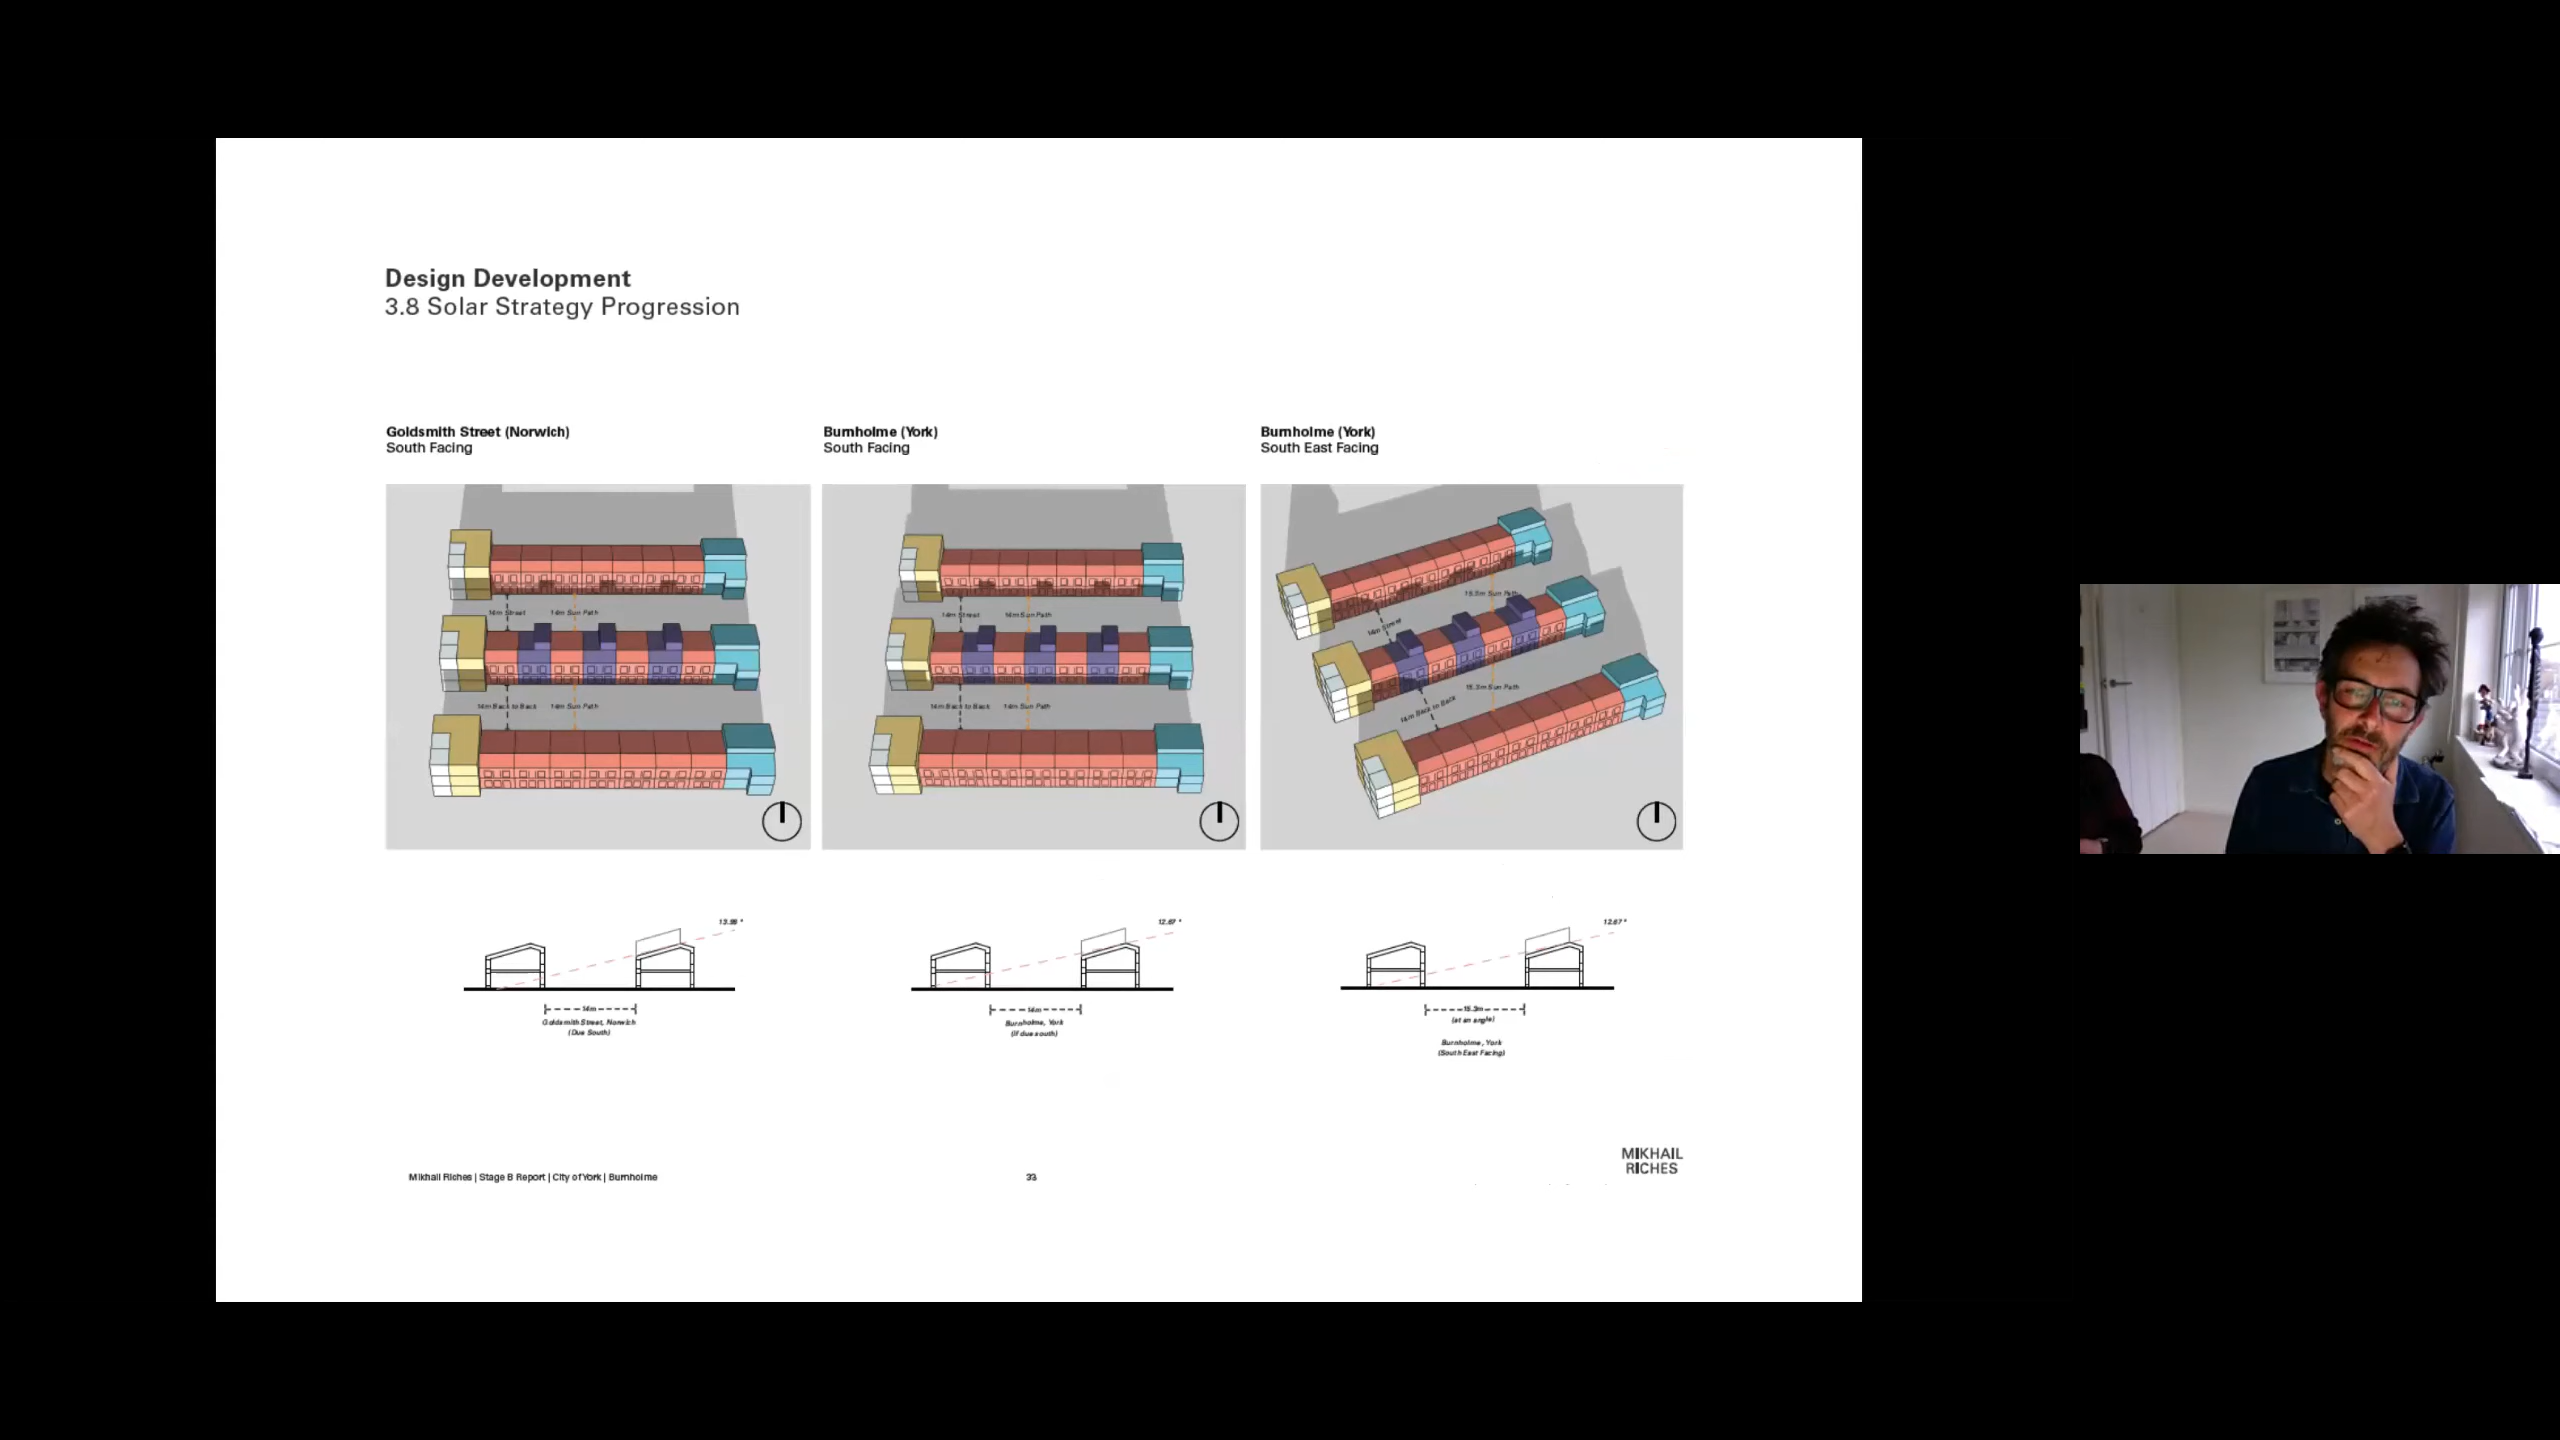 Design Development
3.8 Solar Strategy Progression
Goldsmith Street (Norwich)
South Facing
Burnholme (York)
South Facing
Burnholme (York)
South East Facing
14m Street
14m Sun Path
14m Back to Back
14m Sun Path
14m Street
14m Sun Path
14m Back to Back
14m Sun Path
15.3m Sun Path
14m Street
15.3m Sun Path
14m Back to Back
12.67 °
12.67 °
14m
Goldsmith Street, Norwich
(Due South)
14m
Burnholme, York
(if due south)
15.3m
(at an angle)
Burnholme, York
(South East Facing)
Mikhail Riches | Stage B Report | City of York | Burnholme
33
MIKHAIL
RICHES